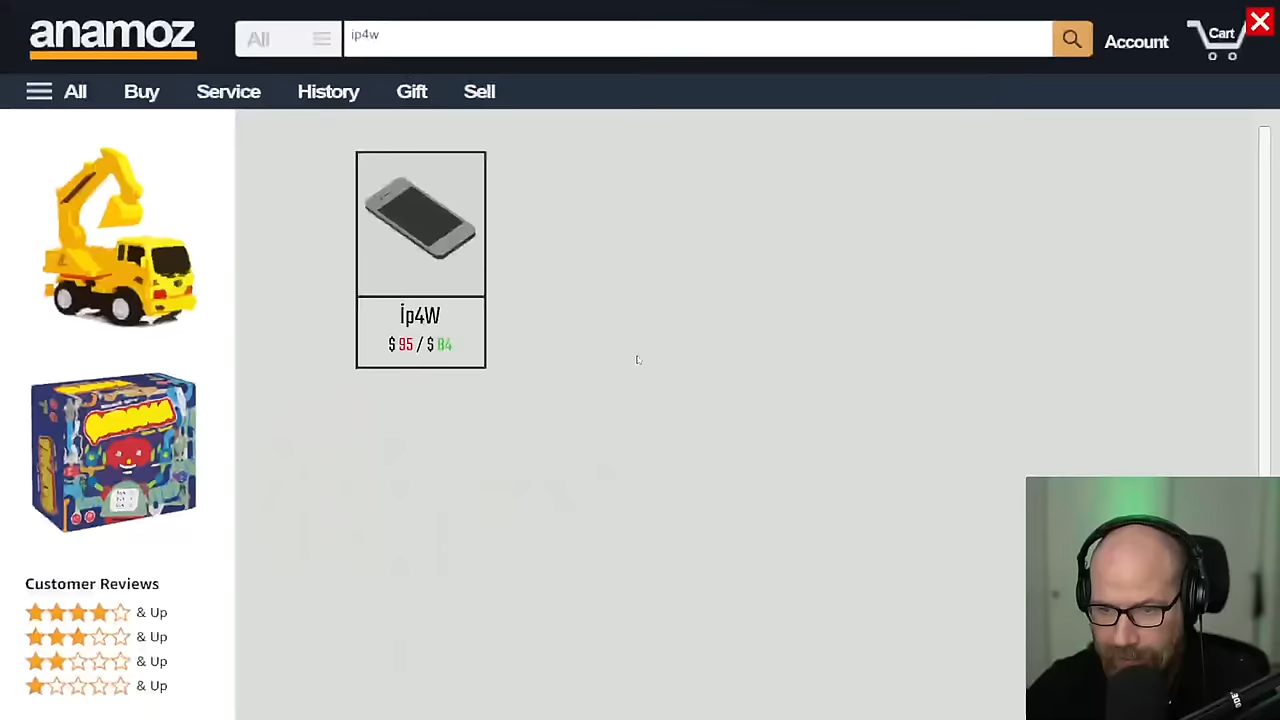 anamoz
All
ip4w
Account
Cart
All
Buy
Service
History
Gift
Sell
İp4W
$ 95 / $ 84
Customer Reviews
& Up
& Up
& Up
& Up